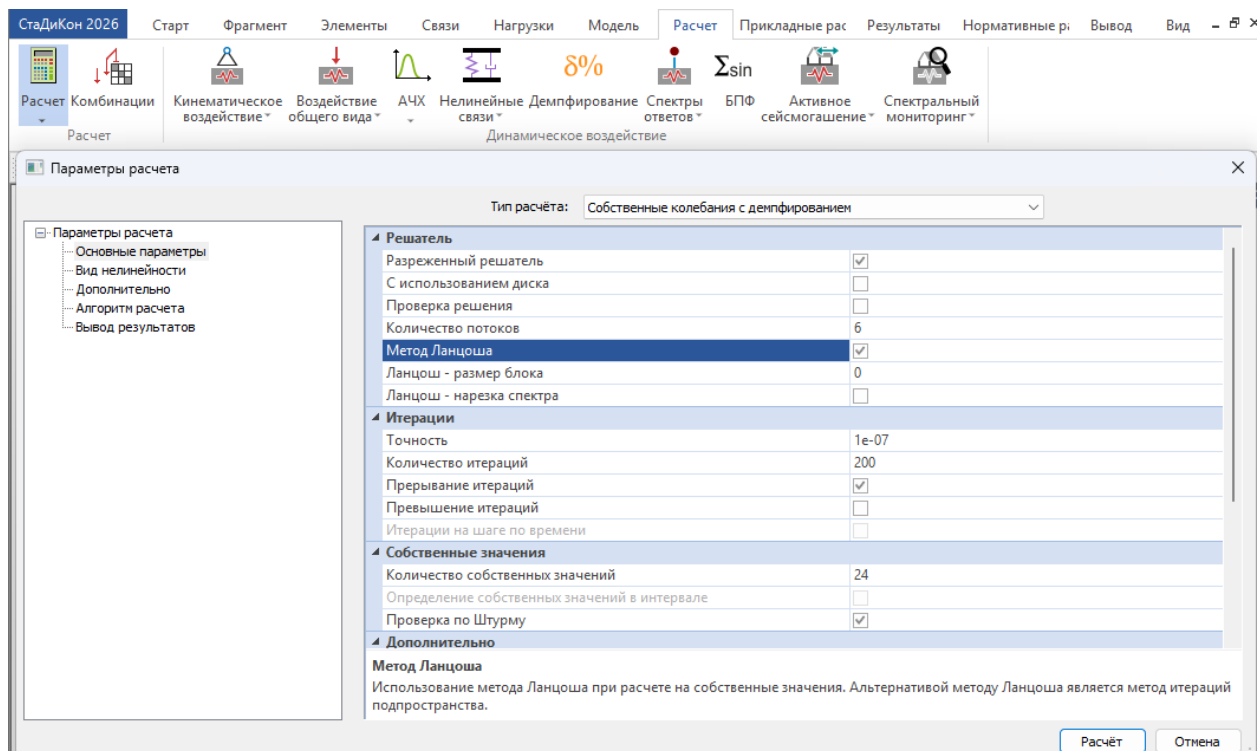 СтаДиКон 2026 Старт Фрагмент Элементы Связи Нагрузки Модель Расчет Прикладные рас Результаты Нормативные ра Вывод Вид
Расчет Комбинации Кинематическое воздействие Воздействие общего вида АЧХ Нелинейные связи δ% Демпфирование Спектры ответов Σsin БПФ Активное сейсмогашение Спектральный мониторинг
Расчет Динамическое воздействие
Параметры расчета
Тип расчёта: Собственные колебания с демпфированием
Параметры расчета
Основные параметры
Вид нелинейности
Дополнительно
Алгоритм расчета
Вывод результатов
Решатель
Разреженный решатель
С использованием диска
Проверка решения
Количество потоков 6
Метод Ланцоша
Ланцош - размер блока 0
Ланцош - нарезка спектра
Итерации
Точность 1e-07
Количество итераций 200
Прерывание итераций
Превышение итераций
Итерации на шаге по времени
Собственные значения
Количество собственных значений 24
Определение собственных значений в интервале
Проверка по Штурму
Дополнительно
Метод Ланцоша
Использование метода Ланцоша при расчете на собственные значения. Альтернативой методу Ланцоша является метод итераций
подпространства.
Расчёт Отмена